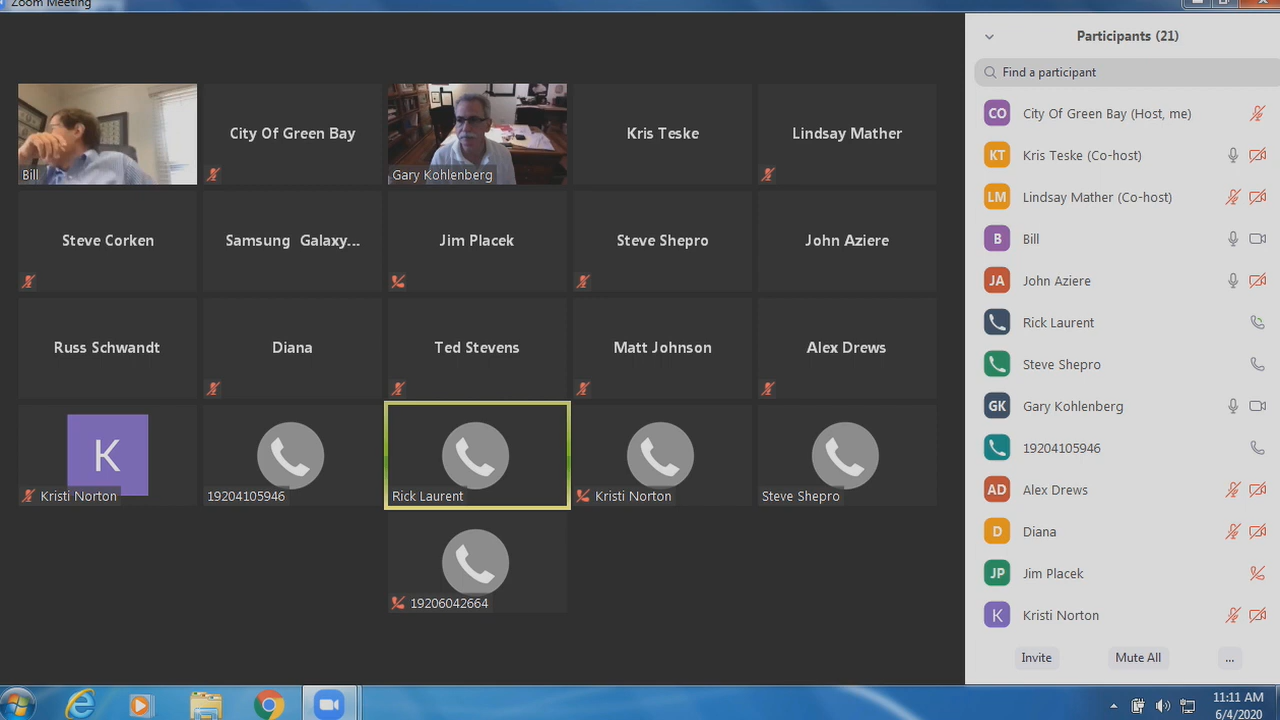 Zoom Meeting
Bill
City Of Green Bay
Gary Kohlenberg
Kris Teske
Lindsay Mather
Steve Corken
Samsung Galaxy...
Jim Placek
Steve Shepro
John Aziere
Russ Schwandt
Diana
Ted Stevens
Matt Johnson
Alex Drews
K
Kristi Norton
19204105946
Rick Laurent
Kristi Norton
Steve Shepro
19206042664
Participants (21)
Find a participant
CO City Of Green Bay (Host, me)
KT Kris Teske (Co-host)
LM Lindsay Mather (Co-host)
B Bill
JA John Aziere
Rick Laurent
Steve Shepro
GK Gary Kohlenberg
19204105946
AD Alex Drews
D Diana
JP Jim Placek
K Kristi Norton
Invite Mute All ...
11:11 AM
6/4/2020